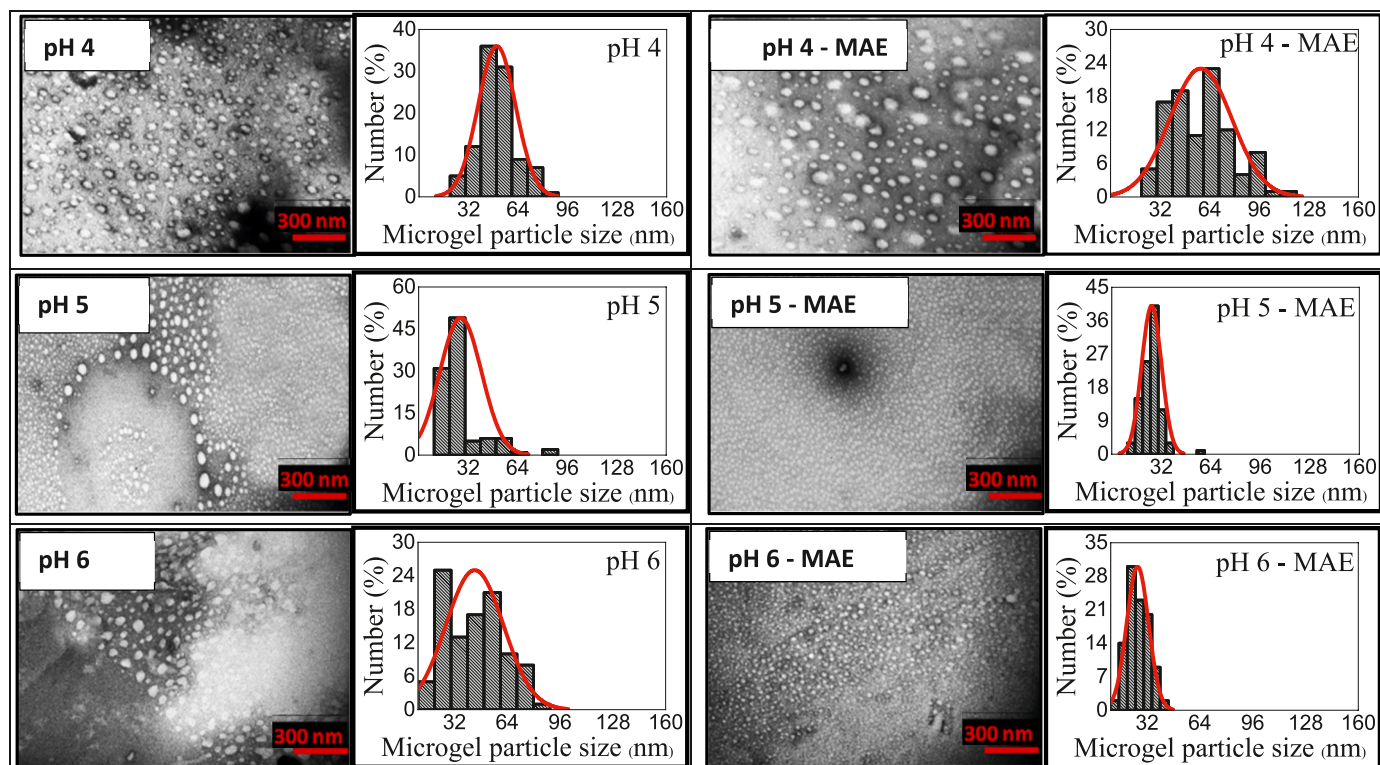 pH 4
300 nm
pH 4
Number (%)
40
30
20
10
0
32 64 96 128 160
Microgel particle size (nm)
pH 4 - MAE
300 nm
pH 4 - MAE
Number (%)
30
24
18
12
6
0
32 64 96 128 160
Microgel particle size (nm)
pH 5
300 nm
pH 5
Number (%)
60
45
30
15
0
32 64 96 128 160
Microgel particle size (nm)
pH 5 - MAE
300 nm
pH 5 - MAE
Number (%)
45
36
27
18
9
0
32 64 96 128 160
Microgel particle size (nm)
pH 6
300 nm
pH 6
Number (%)
30
24
18
12
6
0
32 64 96 128 160
Microgel particle size (nm)
pH 6 - MAE
300 nm
pH 6 - MAE
Number (%)
35
28
21
14
7
0
32 64 96 128 160
Microgel particle size (nm)